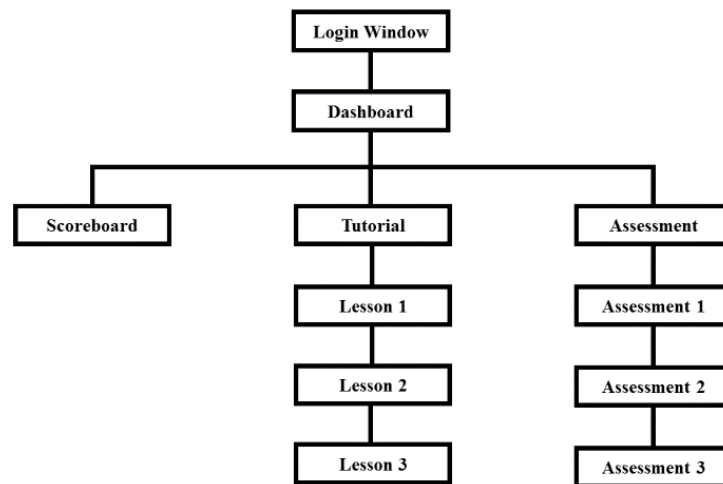 Login Window
Dashboard
Scoreboard
Tutorial
Assessment
Lesson 1
Assessment 1
Lesson 2
Assessment 2
Lesson 3
Assessment 3